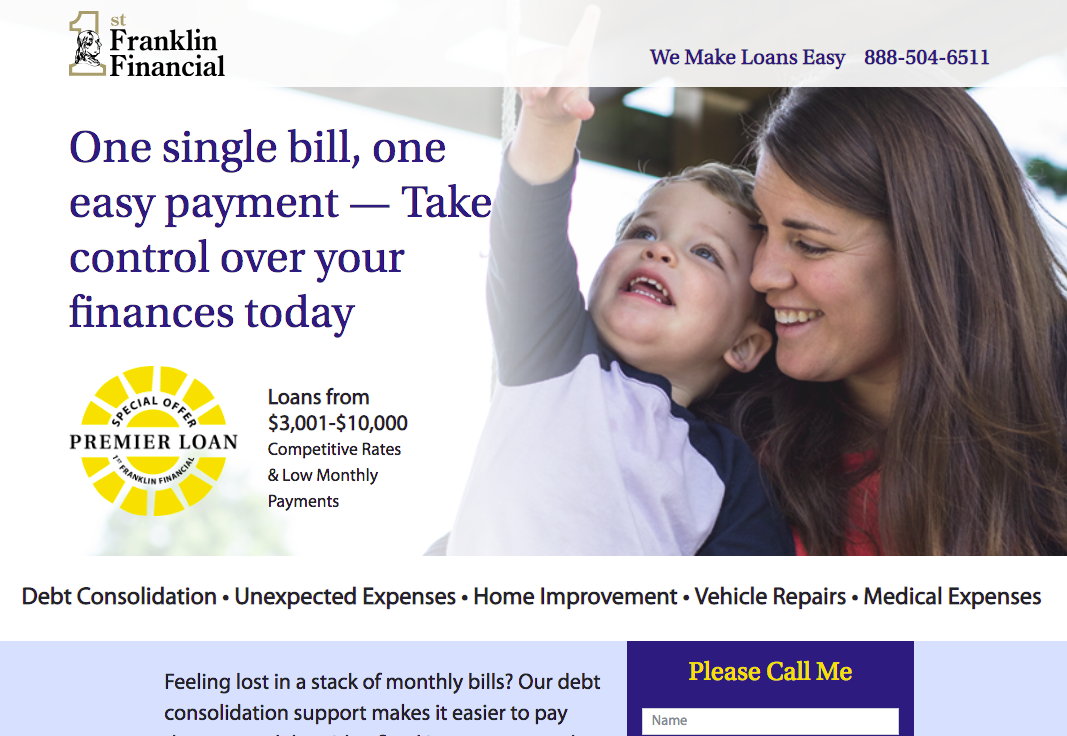 1st
Franklin
Financial
We Make Loans Easy 888-504-6511
One single bill, one
easy payment — Take
control over your
finances today
SPECIAL OFFER
PREMIER LOAN
1ST FRANKLIN FINANCIAL
Loans from
$3,001-$10,000
Competitive Rates
& Low Monthly
Payments
Debt Consolidation • Unexpected Expenses • Home Improvement • Vehicle Repairs • Medical Expenses
Feeling lost in a stack of monthly bills? Our debt
consolidation support makes it easier to pay
Please Call Me
Name